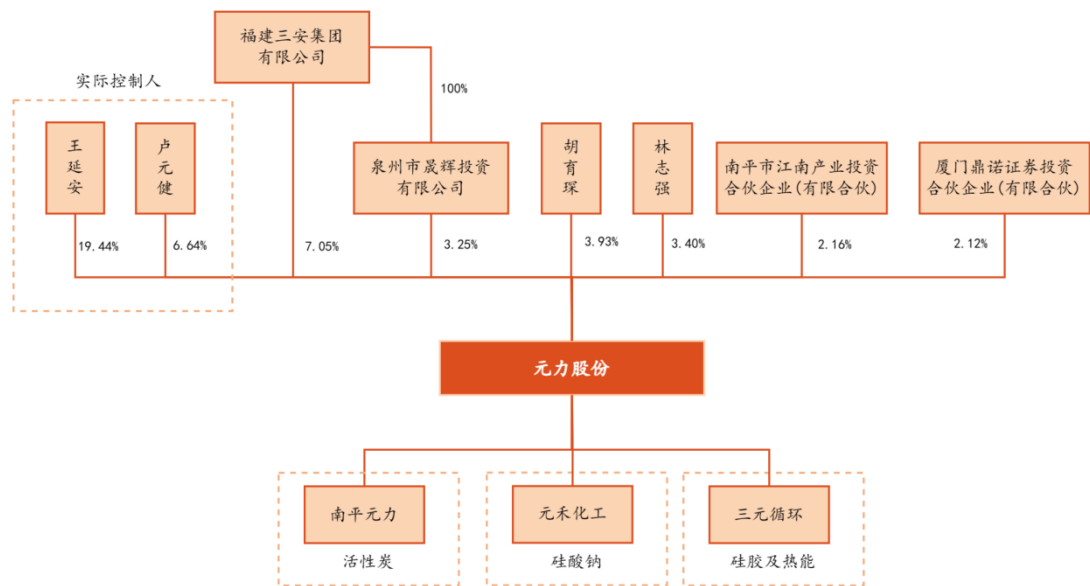 福建三安集团
有限公司
实际控制人
100%
王延安
卢元健
泉州市晟辉投资
有限公司
胡育琛
林志强
南平市江南产业投资
合伙企业(有限合伙)
厦门鼎诺证券投资
合伙企业(有限合伙)
19.44%
6.64%
7.05%
3.25%
3.93%
3.40%
2.16%
2.12%
元力股份
南平元力
元禾化工
三元循环
活性炭
硅酸钠
硅胶及热能